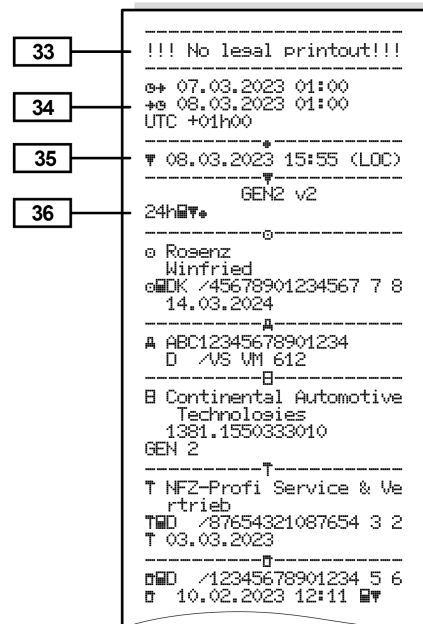 33
!!! No legal printout!!!
34
07.03.2023 01:00
08.03.2023 01:00
UTC +01h00
35
08.03.2023 15:55 (LOC)
GEN2 v2
36
24h
Rogenz
Winfried
DK /45678901234567 7 8
14.03.2024
A ABC12345678901234
D /VS VM 612
Continental Automotive
Technologies
1381.1550333010
GEN 2
T NFZ-Profi Service & Ve
rtrieb
T D /87654321087654 3 2
T 03.03.2023
D /12345678901234 5 6
10.02.2023 12:11